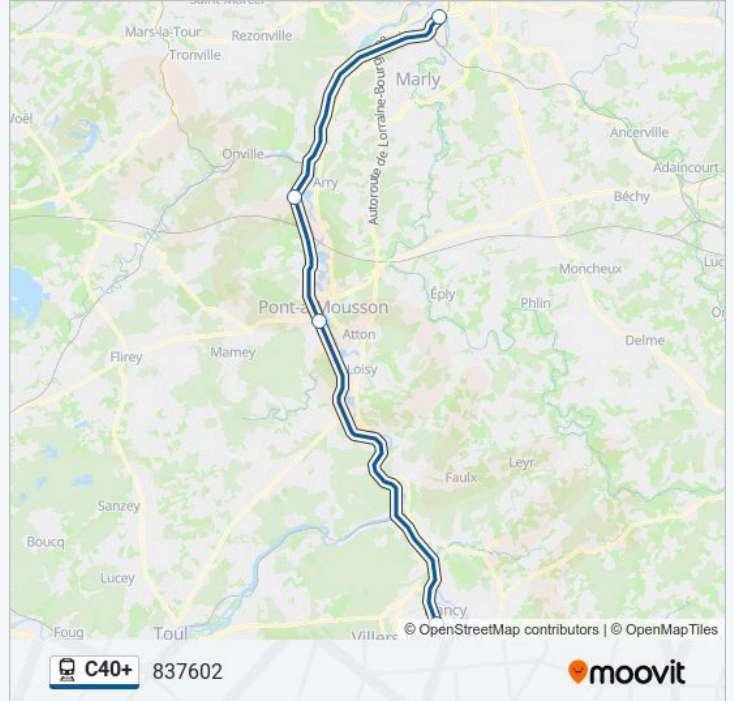 Mars-la-Tour
Rezonville
Tronville
Marly
Autoroute de Lorraine-Bourgogne
Ancerville
Onville
Adaincourt
Arry
Béchy
Moncheux
Éply
Phlin
Pont-à-Mousson
Atton
Delme
Flirey
Mamey
Loisy
Leyr
Faulx
Sanzey
Boucq
Lucey
ancy
Foug
Toul
Villers
© OpenStreetMap contributors | © OpenMapTiles
C40+ 837602
moovit